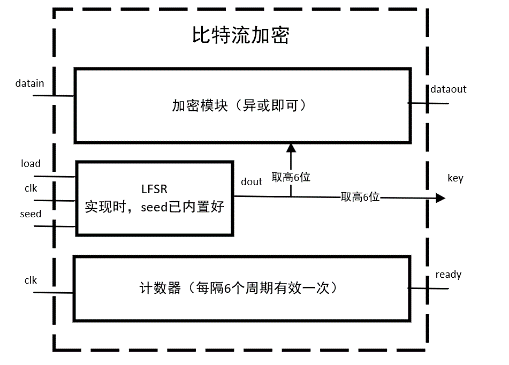 比特流加密
datain
加密模块（异或即可）
dataout
load
clk
seed
LFSR
实现时，seed已内置好
dout
取高6位
取高6位
key
clk
计数器（每隔6个周期有效一次）
ready